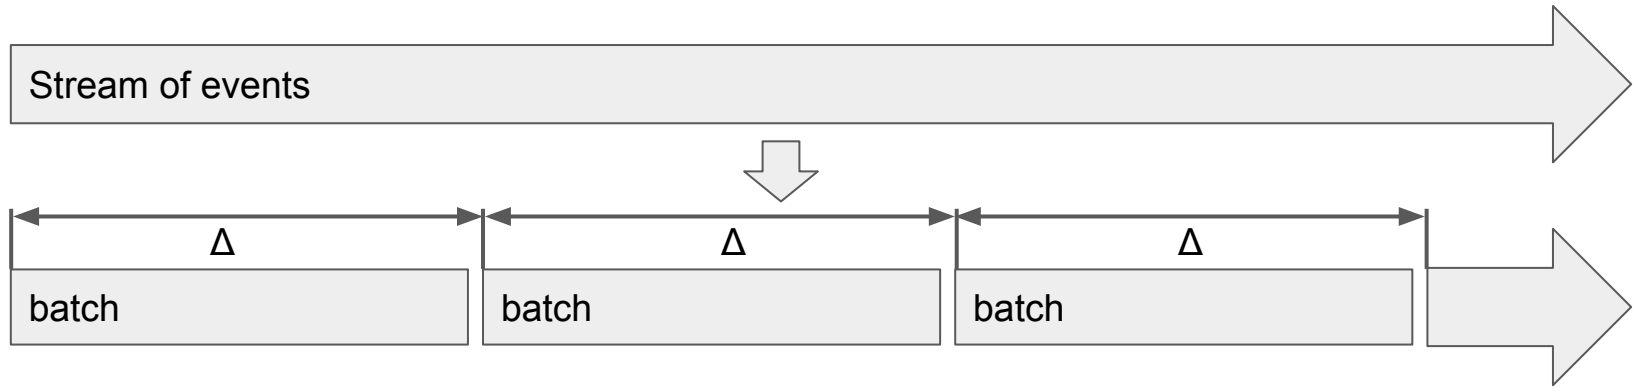 Stream of events
Δ Δ Δ
batch batch batch